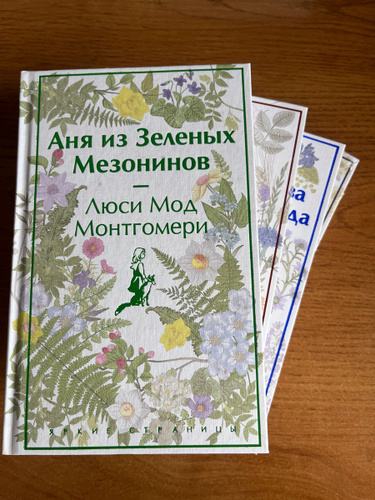 Аня из Зеленых
Мезонинов
Люси Мод
Монтгомери
ЯРКИЕ СТРАНИЦЫ